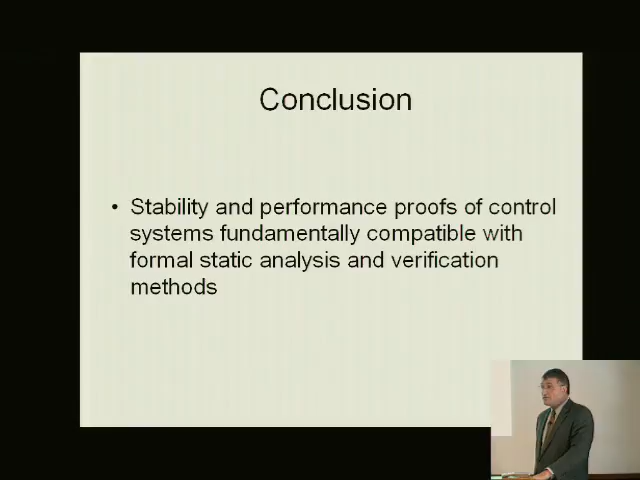 Conclusion
• Stability and performance proofs of control
systems fundamentally compatible with
formal static analysis and verification
methods